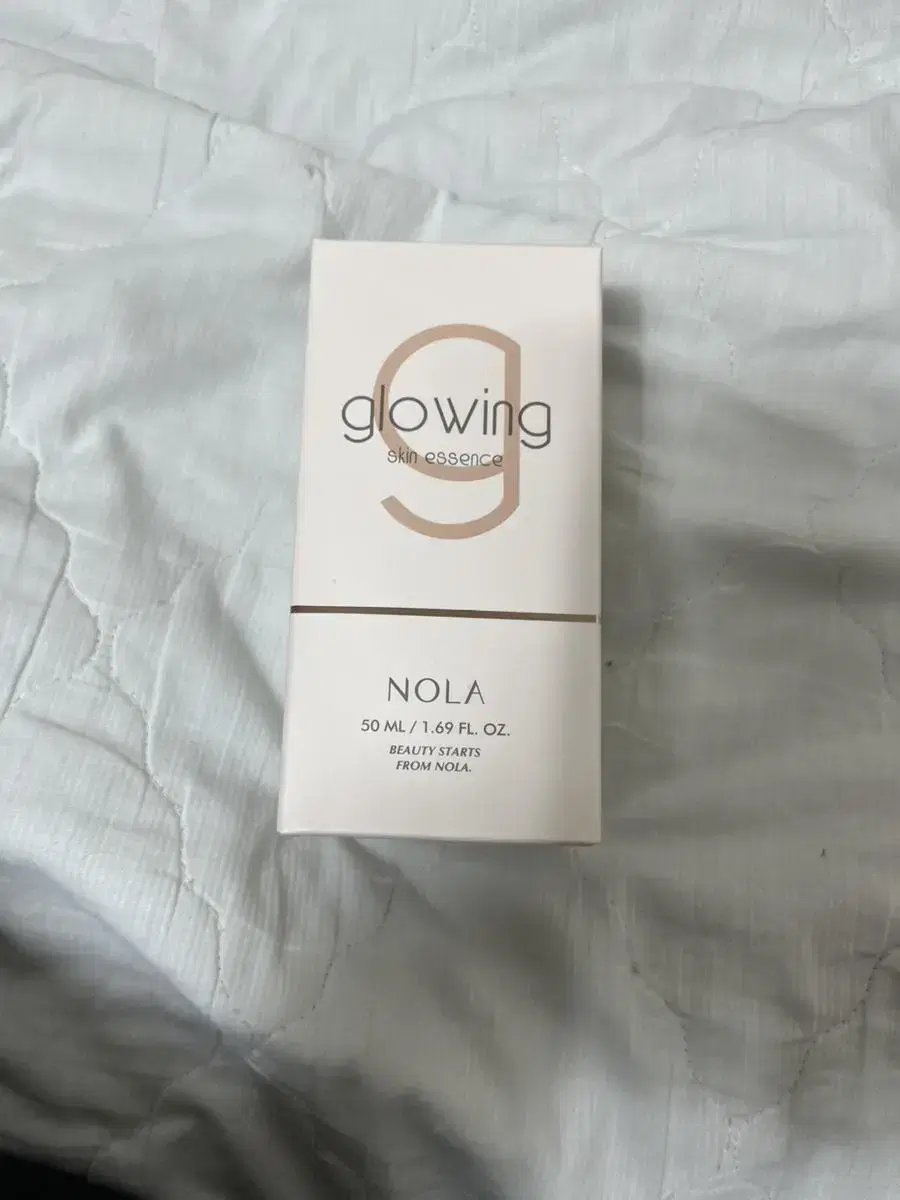 g
glowing
skin essence
NOLA
50 ML / 1.69 FL. OZ.
BEAUTY STARTS
FROM NOLA.